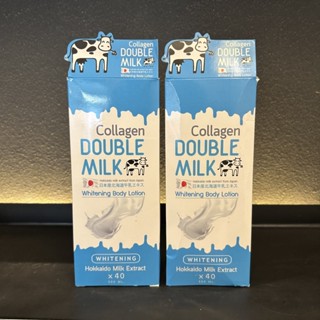 Collagen
DOUBLE
MILK
Whitening Body Lotion
Collagen
DOUBLE
MILK
Whitening Body Lotion
WHITENING
Hokkaido Milk Extract
x 40
Collagen
DOUBLE
MILK
Whitening Body Lotion
Collagen
DOUBLE
MILK
Whitening Body Lotion
WHITENING
Hokkaido Milk Extract
x 40